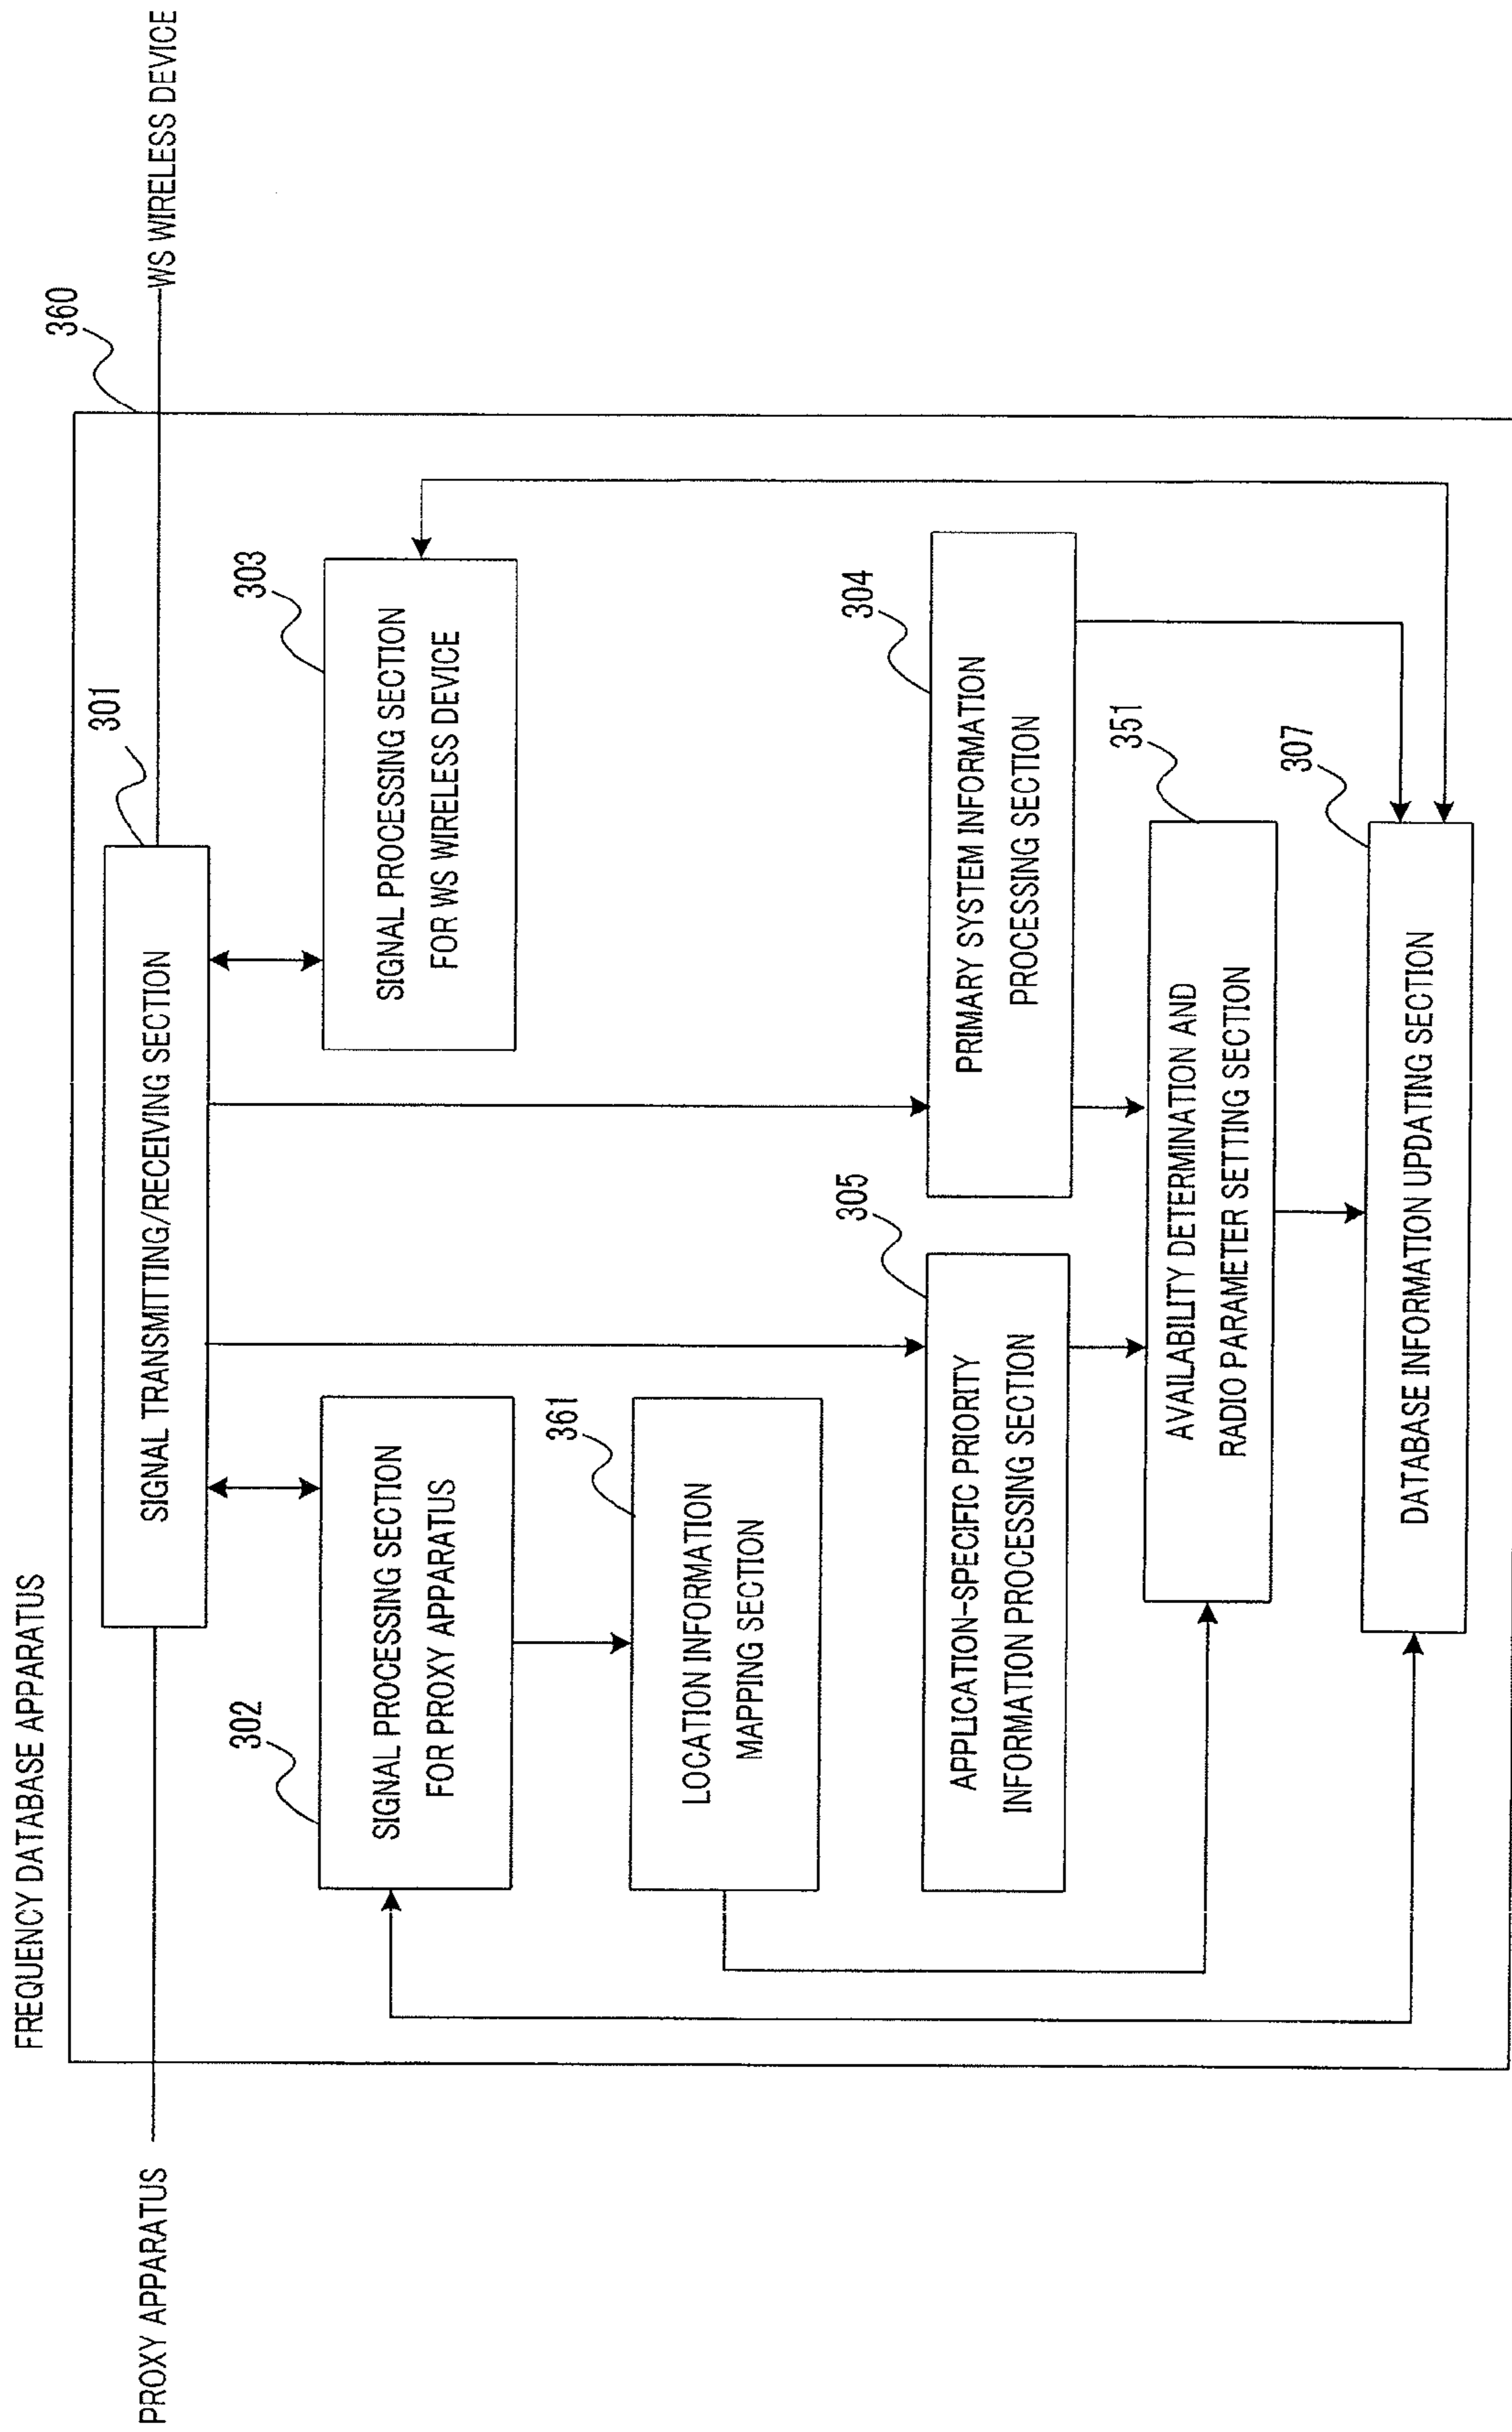 FREQUENCY DATABASE APPARATUS
360
PROXY APPARATUS
WS WIRELESS DEVICE
301
SIGNAL TRANSMITTING/RECEIVING SECTION
302
SIGNAL PROCESSING SECTION
FOR PROXY APPARATUS
303
SIGNAL PROCESSING SECTION
FOR WS WIRELESS DEVICE
361
LOCATION INFORMATION
MAPPING SECTION
305
APPLICATION-SPECIFIC PRIORITY
INFORMATION PROCESSING SECTION
304
PRIMARY SYSTEM INFORMATION
PROCESSING SECTION
351
AVAILABILITY DETERMINATION AND
RADIO PARAMETER SETTING SECTION
307
DATABASE INFORMATION UPDATING SECTION